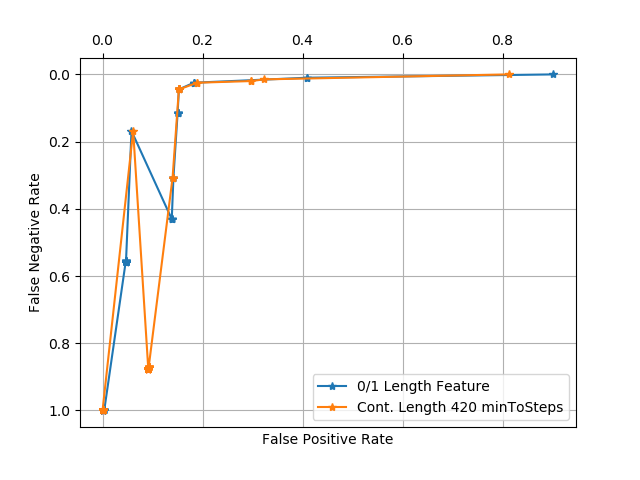 0.0 0.2 0.4 0.6 0.8
0.0
0.2
0.4
0.6
0.8
1.0
False Negative Rate
0/1 Length Feature
Cont. Length 420 minToSteps
False Positive Rate